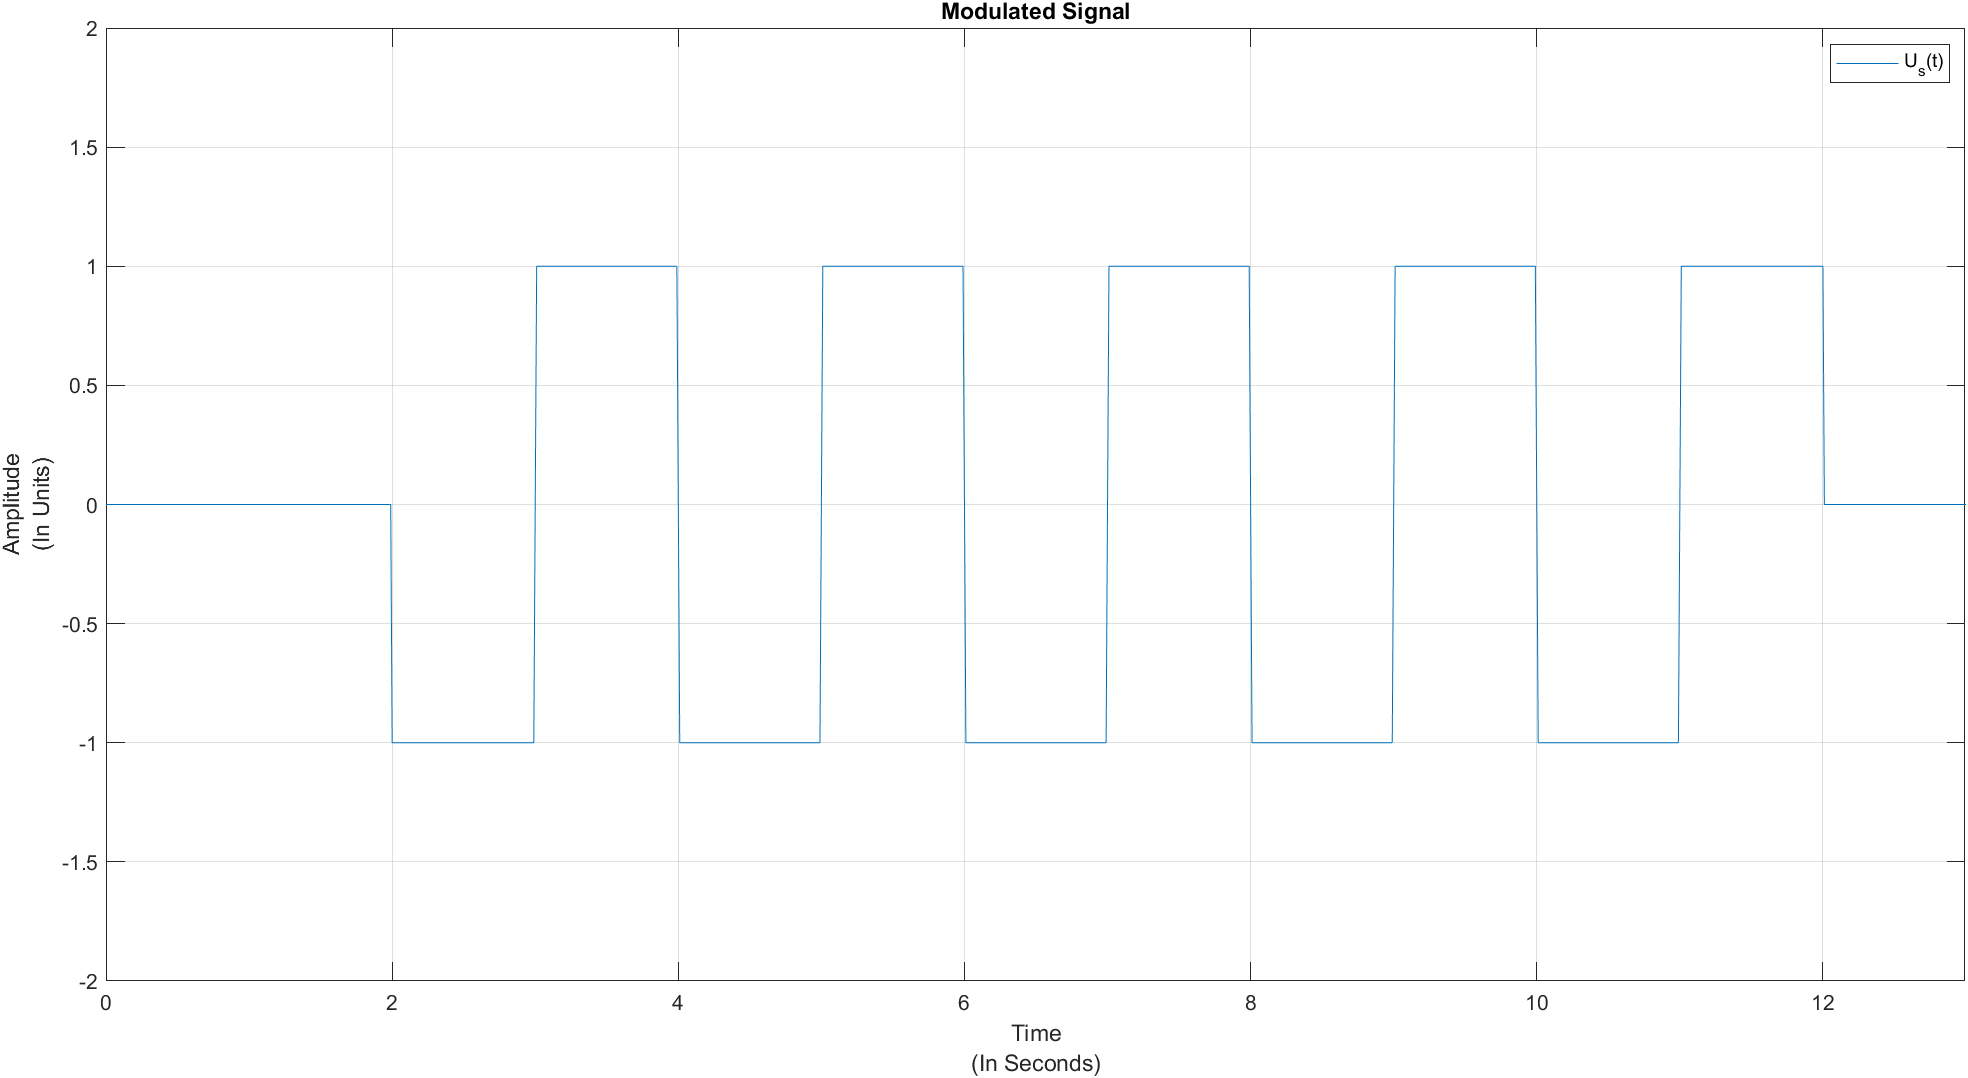 Modulated Signal
U_s(t)
2
1.5
1
0.5
0
-0.5
-1
-1.5
-2
Amplitude
(In Units)
0 2 4 6 8 10 12
Time
(In Seconds)